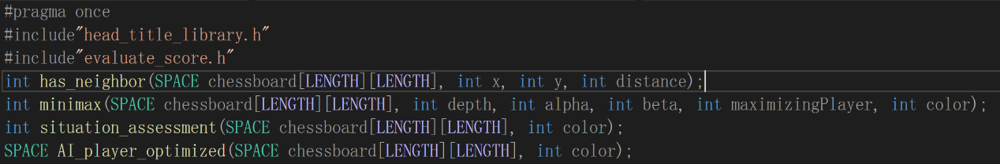 #pragma once
#include"head_title_library.h"
#include"evaluate_score.h"
int has_neighbor(SPACE chessboard[LENGTH][LENGTH], int x, int y, int distance);
int minimax(SPACE chessboard[LENGTH][LENGTH], int depth, int alpha, int beta, int maximizingPlayer, int color);
int situation_assessment(SPACE chessboard[LENGTH][LENGTH], int color);
SPACE AI_player_optimized(SPACE chessboard[LENGTH][LENGTH], int color);